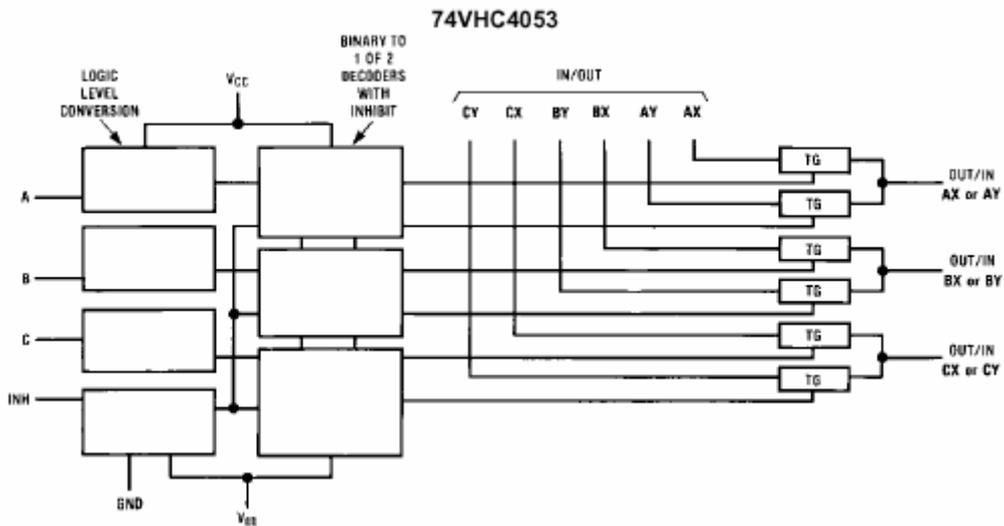 74VHC4053
LOGIC
LEVEL
CONVERSION
VCC
BINARY TO
1 OF 2
DECODERS
WITH
INHIBIT
IN/OUT
CY CX BY BX AY AX
A
B
C
INH
GND
VEE
TG
TG
TG
TG
TG
TG
OUT/IN
AX or AY
OUT/IN
BX or BY
OUT/IN
CX or CY